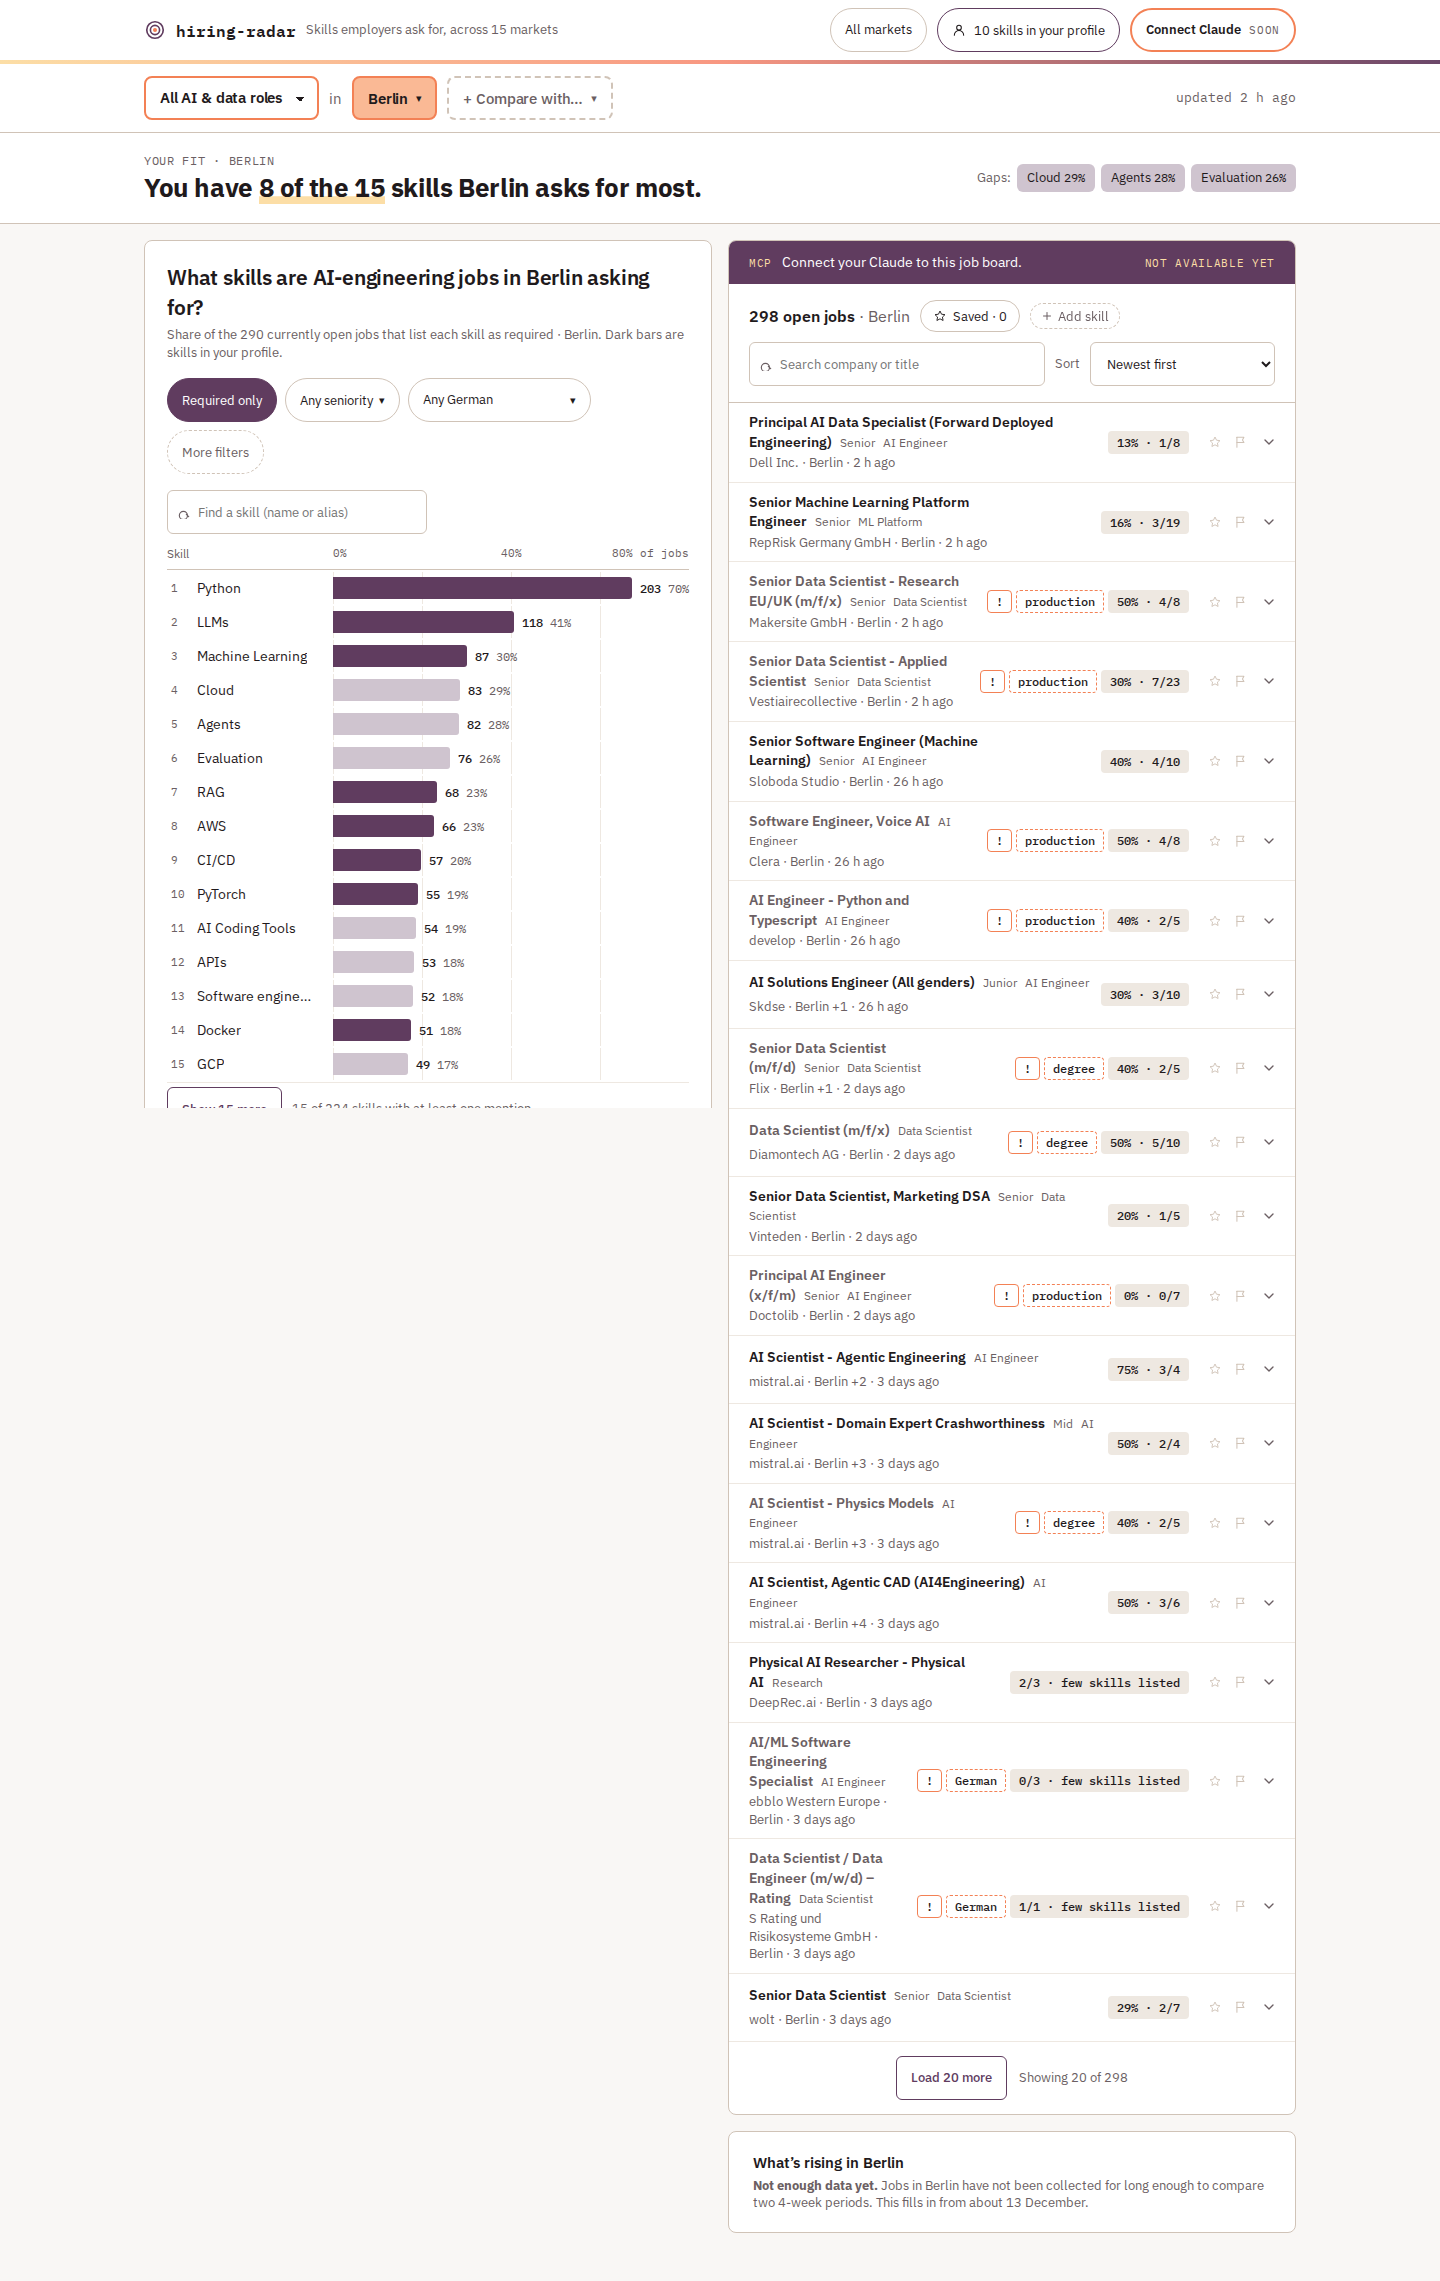 hiring-radar Skills employers ask for, across 15 markets
All markets
10 skills in your profile
Connect Claude SOON
All AI & data roles in Berlin ▾ + Compare with... ▾
updated 2 h ago
YOUR FIT · BERLIN
You have 8 of the 15 skills Berlin asks for most.
Gaps: Cloud 29% Agents 28% Evaluation 26%
What skills are AI-engineering jobs in Berlin asking
for?
Share of the 290 currently open jobs that list each skill as required · Berlin. Dark bars are
skills in your profile.
Required only
Any seniority ▾
Any German ▾
More filters
Find a skill (name or alias)
Skill 0% 40% 80% of jobs
1 Python 203 70%
2 LLMs 118 41%
3 Machine Learning 87 30%
4 Cloud 83 29%
5 Agents 82 28%
6 Evaluation 76 26%
7 RAG 68 23%
8 AWS 66 23%
9 CI/CD 57 20%
10 PyTorch 55 19%
11 AI Coding Tools 54 19%
12 APIs 53 18%
13 Software engine... 52 18%
14 Docker 51 18%
15 GCP 49 17%
Show 15 more 15 of 224 skills with at least one mention
MCP Connect your Claude to this job board. NOT AVAILABLE YET
298 open jobs · Berlin
Saved · 0
+ Add skill
Search company or title
Sort Newest first
Principal AI Data Specialist (Forward Deployed
Engineering) Senior AI Engineer
Dell Inc. · Berlin · 2 h ago
13% · 1/8
Senior Machine Learning Platform
Engineer Senior ML Platform
RepRisk Germany GmbH · Berlin · 2 h ago
16% · 3/19
Senior Data Scientist - Research
EU/UK (m/f/x) Senior Data Scientist
Makersite GmbH · Berlin · 2 h ago
! production 50% · 4/8
Senior Data Scientist - Applied
Scientist Senior Data Scientist
Vestiairecollective · Berlin · 2 h ago
! production 30% · 7/23
Senior Software Engineer (Machine
Learning) Senior AI Engineer
Sloboda Studio · Berlin · 26 h ago
40% · 4/10
Software Engineer, Voice AI AI
Engineer
Clera · Berlin · 26 h ago
! production 50% · 4/8
AI Engineer - Python and
Typescript AI Engineer
develop · Berlin · 26 h ago
! production 40% · 2/5
AI Solutions Engineer (All genders) Junior AI Engineer
Skdse · Berlin +1 · 26 h ago
30% · 3/10
Senior Data Scientist
(m/f/d) Senior Data Scientist
Flix · Berlin +1 · 2 days ago
! degree 40% · 2/5
Data Scientist (m/f/x) Data Scientist
Diamontech AG · Berlin · 2 days ago
! degree 50% · 5/10
Senior Data Scientist, Marketing DSA Senior Data
Scientist
Vinteden · Berlin · 2 days ago
20% · 1/5
Principal AI Engineer
(x/f/m) Senior AI Engineer
Doctolib · Berlin · 2 days ago
! production 0% · 0/7
AI Scientist - Agentic Engineering AI Engineer
mistral.ai · Berlin +2 · 3 days ago
75% · 3/4
AI Scientist - Domain Expert Crashworthiness Mid AI
Engineer
mistral.ai · Berlin +3 · 3 days ago
50% · 2/4
AI Scientist - Physics Models AI
Engineer
mistral.ai · Berlin +3 · 3 days ago
! degree 40% · 2/5
AI Scientist, Agentic CAD (AI4Engineering) AI
Engineer
mistral.ai · Berlin +4 · 3 days ago
50% · 3/6
Physical AI Researcher - Physical
AI Research
DeepRec.ai · Berlin · 3 days ago
2/3 · few skills listed
AI/ML Software
Engineering
Specialist AI Engineer
ebblo Western Europe ·
Berlin · 3 days ago
! German 0/3 · few skills listed
Data Scientist / Data
Engineer (m/w/d) –
Rating Data Scientist
S Rating und
Risikosysteme GmbH ·
Berlin · 3 days ago
! German 1/1 · few skills listed
Senior Data Scientist Senior Data Scientist
wolt · Berlin · 3 days ago
29% · 2/7
Load 20 more Showing 20 of 298
What's rising in Berlin
Not enough data yet. Jobs in Berlin have not been collected for long enough to compare
two 4-week periods. This fills in from about 13 December.